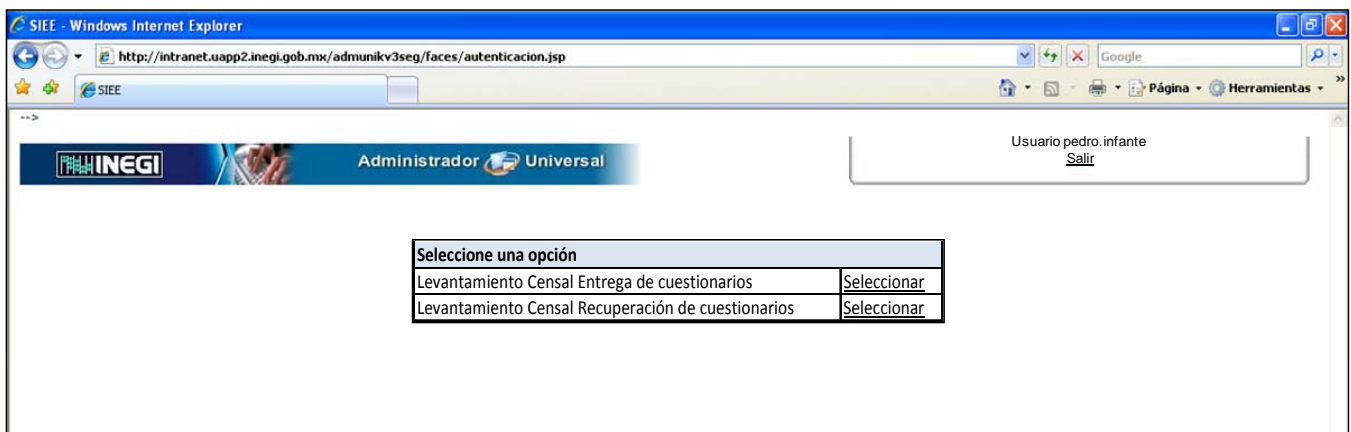 SIEE - Windows Internet Explorer
http://intranet.uapp2.inegi.gob.mx/admunikv3seg/faces/autenticacion.jsp
Google
SIEE
Página
Herramientas
»
-->
INEGI
Administrador Universal
Usuario pedro.infante
Salir
Seleccione una opción
Levantamiento Censal Entrega de cuestionarios Seleccionar
Levantamiento Censal Recuperación de cuestionarios Seleccionar